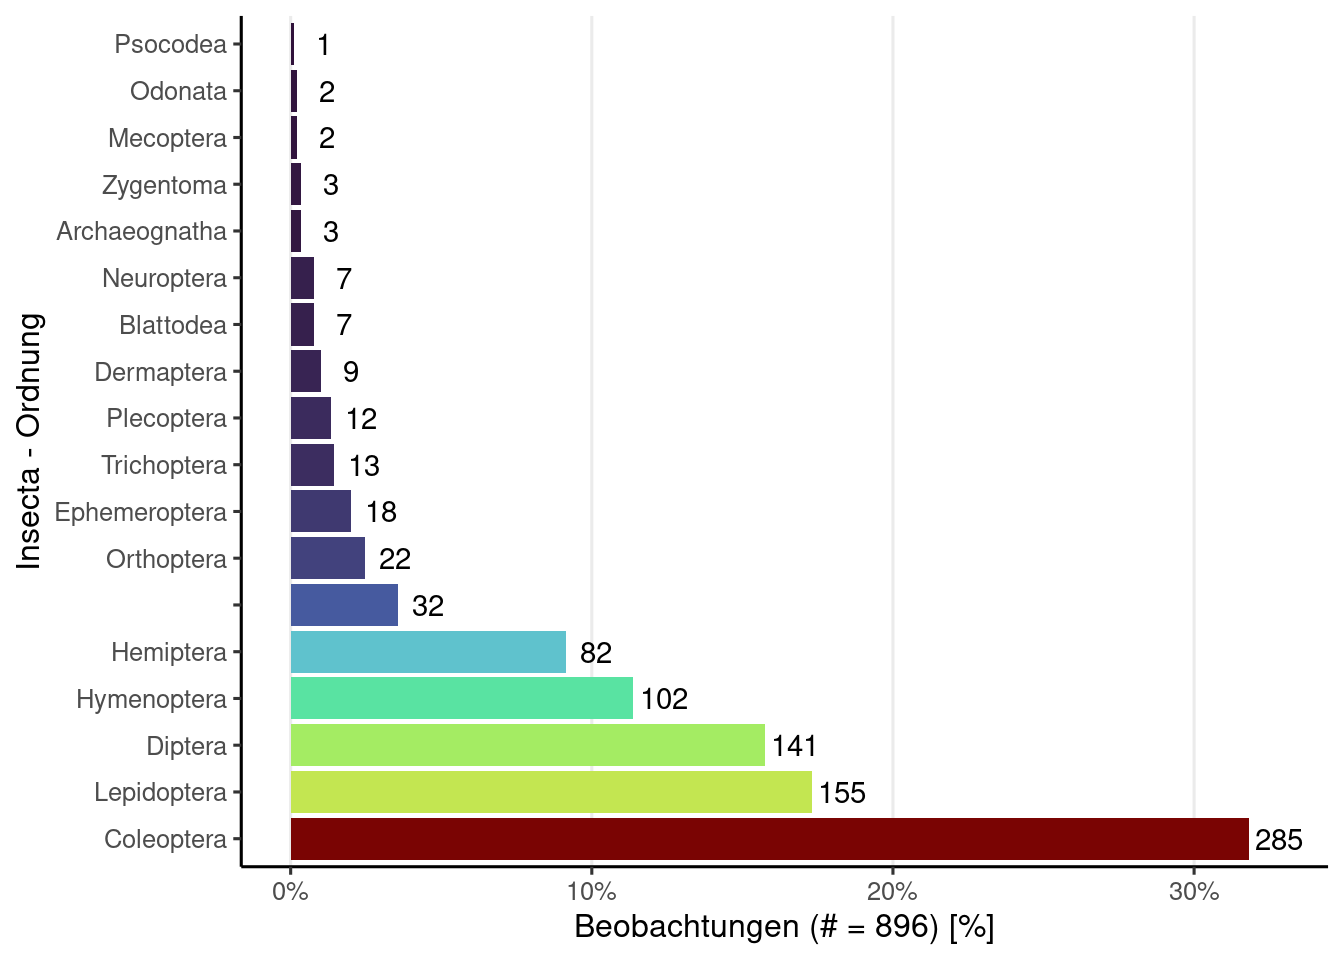 Psocodea 1
Odonata 2
Mecoptera 2
Zygentoma 3
Archaeognatha 3
Neuroptera 7
Blattodea 7
Dermaptera 9
Plecoptera 12
Trichoptera 13
Ephemeroptera 18
Orthoptera 22
32
Hemiptera 82
Hymenoptera 102
Diptera 141
Lepidoptera 155
Coleoptera 285
Insecta - Ordnung
0% 10% 20% 30%
Beobachtungen (# = 896) [%]